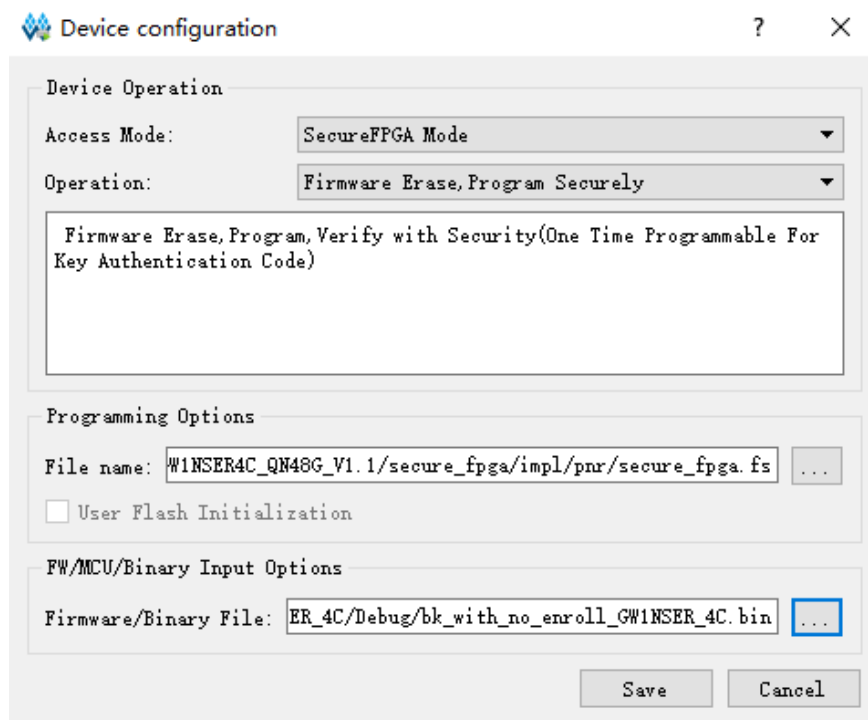 Device configuration ? ×
Device Operation
Access Mode: SecureFPGA Mode
Operation: Firmware Erase,Program Securely
Firmware Erase,Program,Verify with Security(One Time Programmable For
Key Authentication Code)
Programming Options
File name: W1NSER4C_QN48G_V1.1/secure_fpga/impl/pnr/secure_fpga.fs ...
User Flash Initialization
FW/MCU/Binary Input Options
Firmware/Binary File: ER_4C/Debug/bk_with_no_enroll_GW1NSER_4C.bin ...
Save Cancel